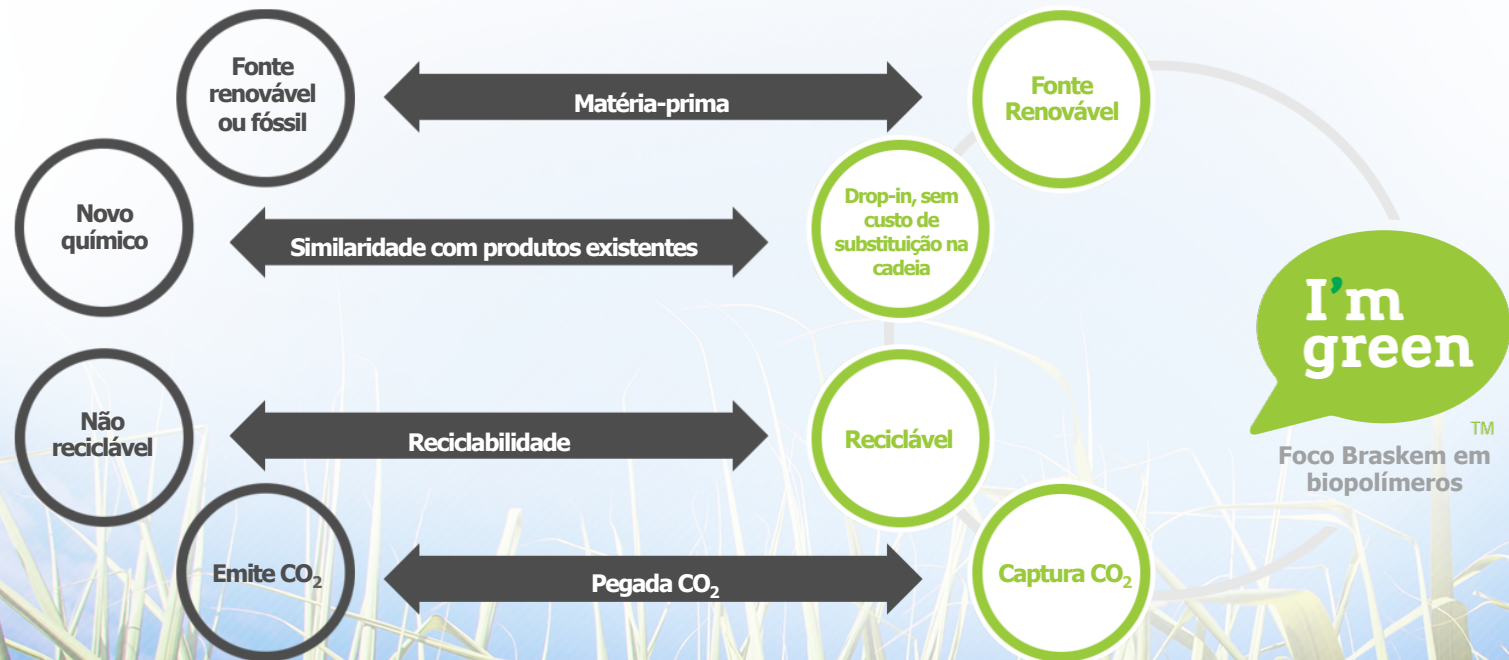 Fonte
renovável
ou fóssil
Matéria-prima
Fonte
Renovável
Novo
químico
Similaridade com produtos existentes
Drop-in, sem
custo de
substituição na
cadeia
Não
reciclável
Reciclabilidade
Reciclável
Emite CO₂
Pegada CO₂
Captura CO₂
I'm
green
TM
Foco Braskem em
biopolímeros